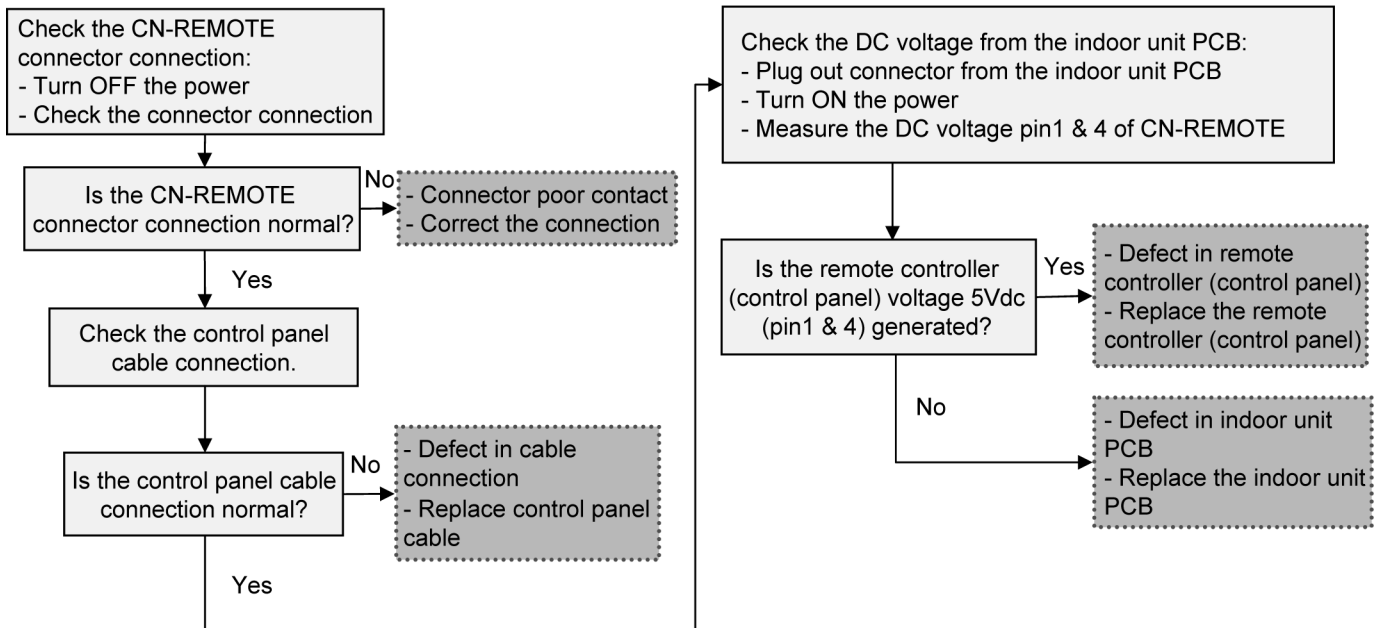 Check the CN-REMOTE
connector connection:
- Turn OFF the power
- Check the connector connection
Is the CN-REMOTE
connector connection normal?
No
- Connector poor contact
- Correct the connection
Yes
Check the control panel
cable connection.
Is the control panel cable
connection normal?
No
- Defect in cable
connection
- Replace control panel
cable
Yes
Check the DC voltage from the indoor unit PCB:
- Plug out connector from the indoor unit PCB
- Turn ON the power
- Measure the DC voltage pin1 & 4 of CN-REMOTE
Is the remote controller
(control panel) voltage 5Vdc
(pin1 & 4) generated?
Yes
- Defect in remote
controller (control panel)
- Replace the remote
controller (control panel)
No
- Defect in indoor unit
PCB
- Replace the indoor unit
PCB